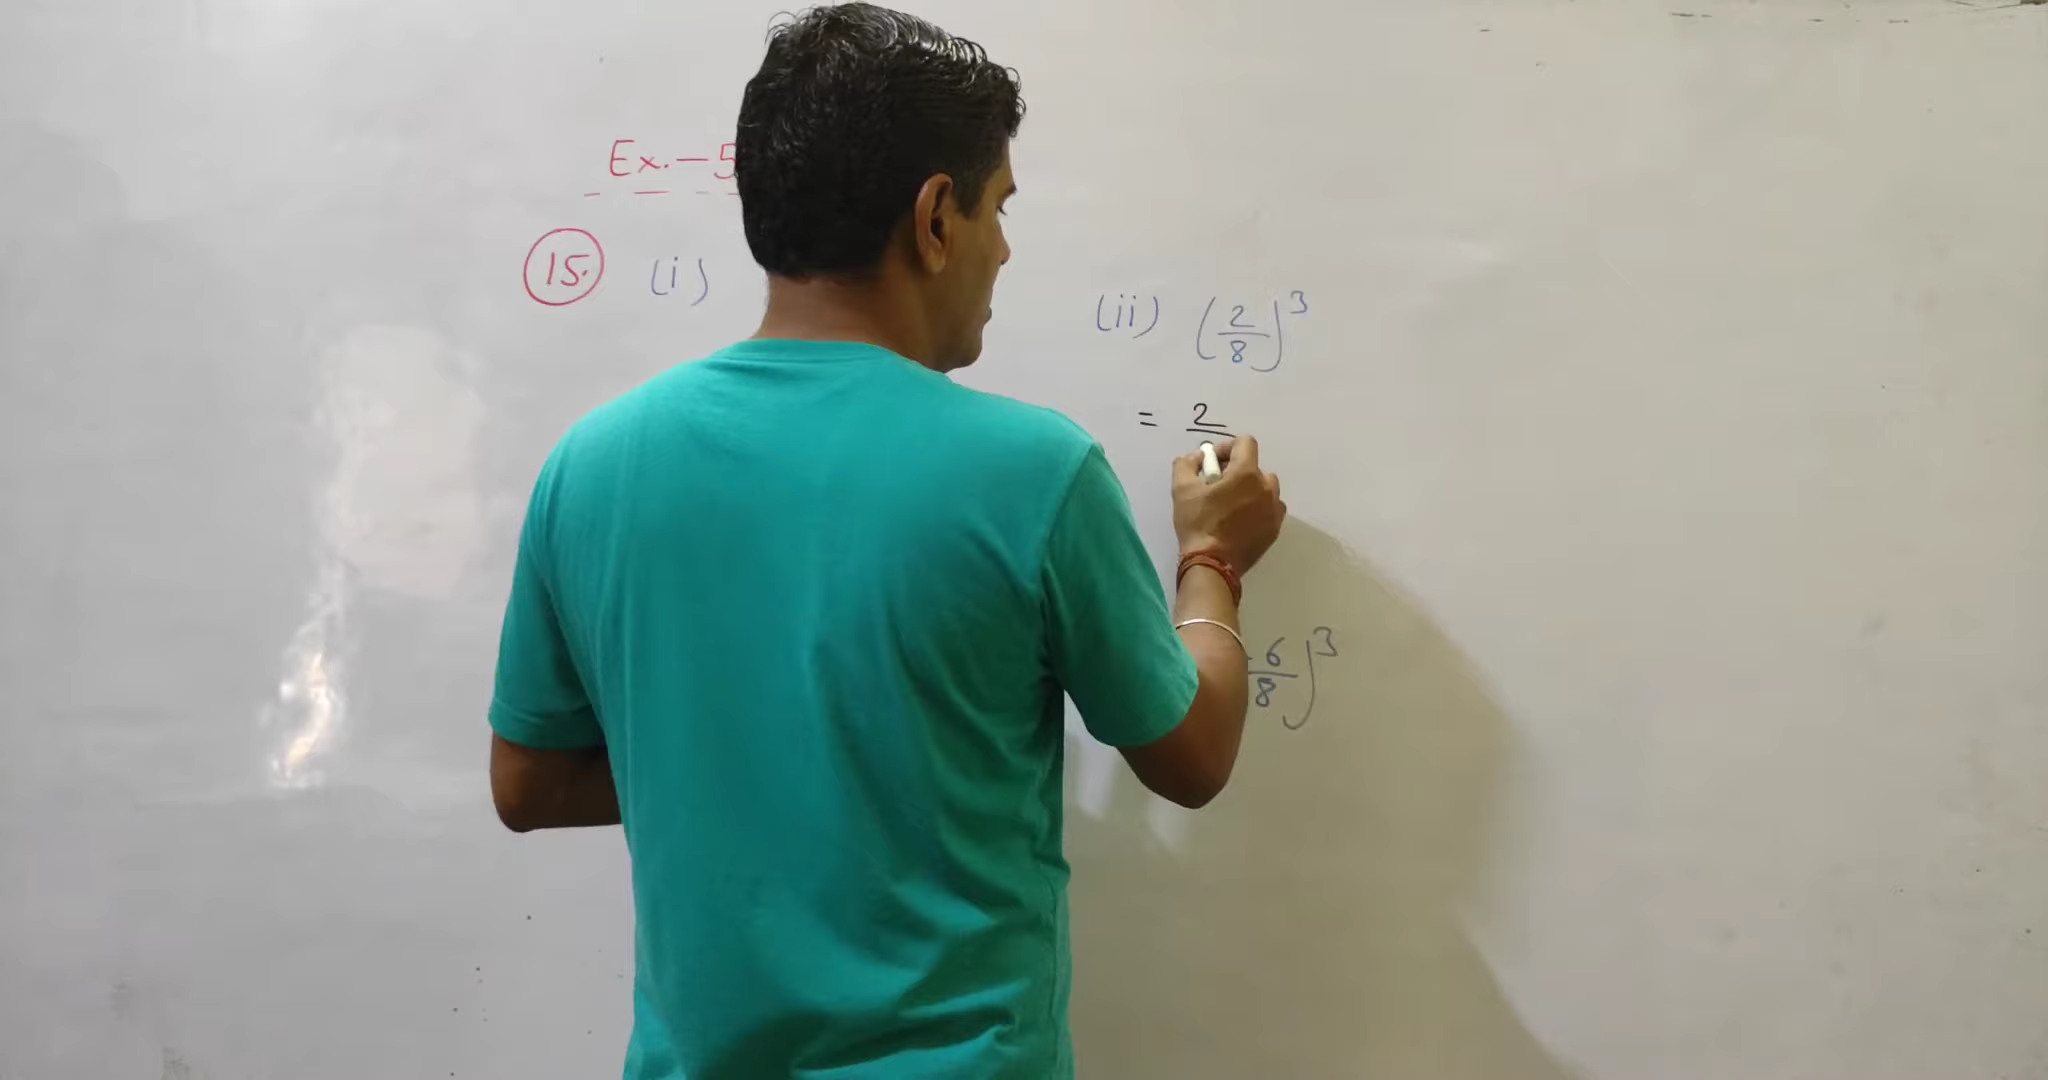 Ex.-5
15. (i)
(ii) (2/8)^3
= 2
-6/8)^3